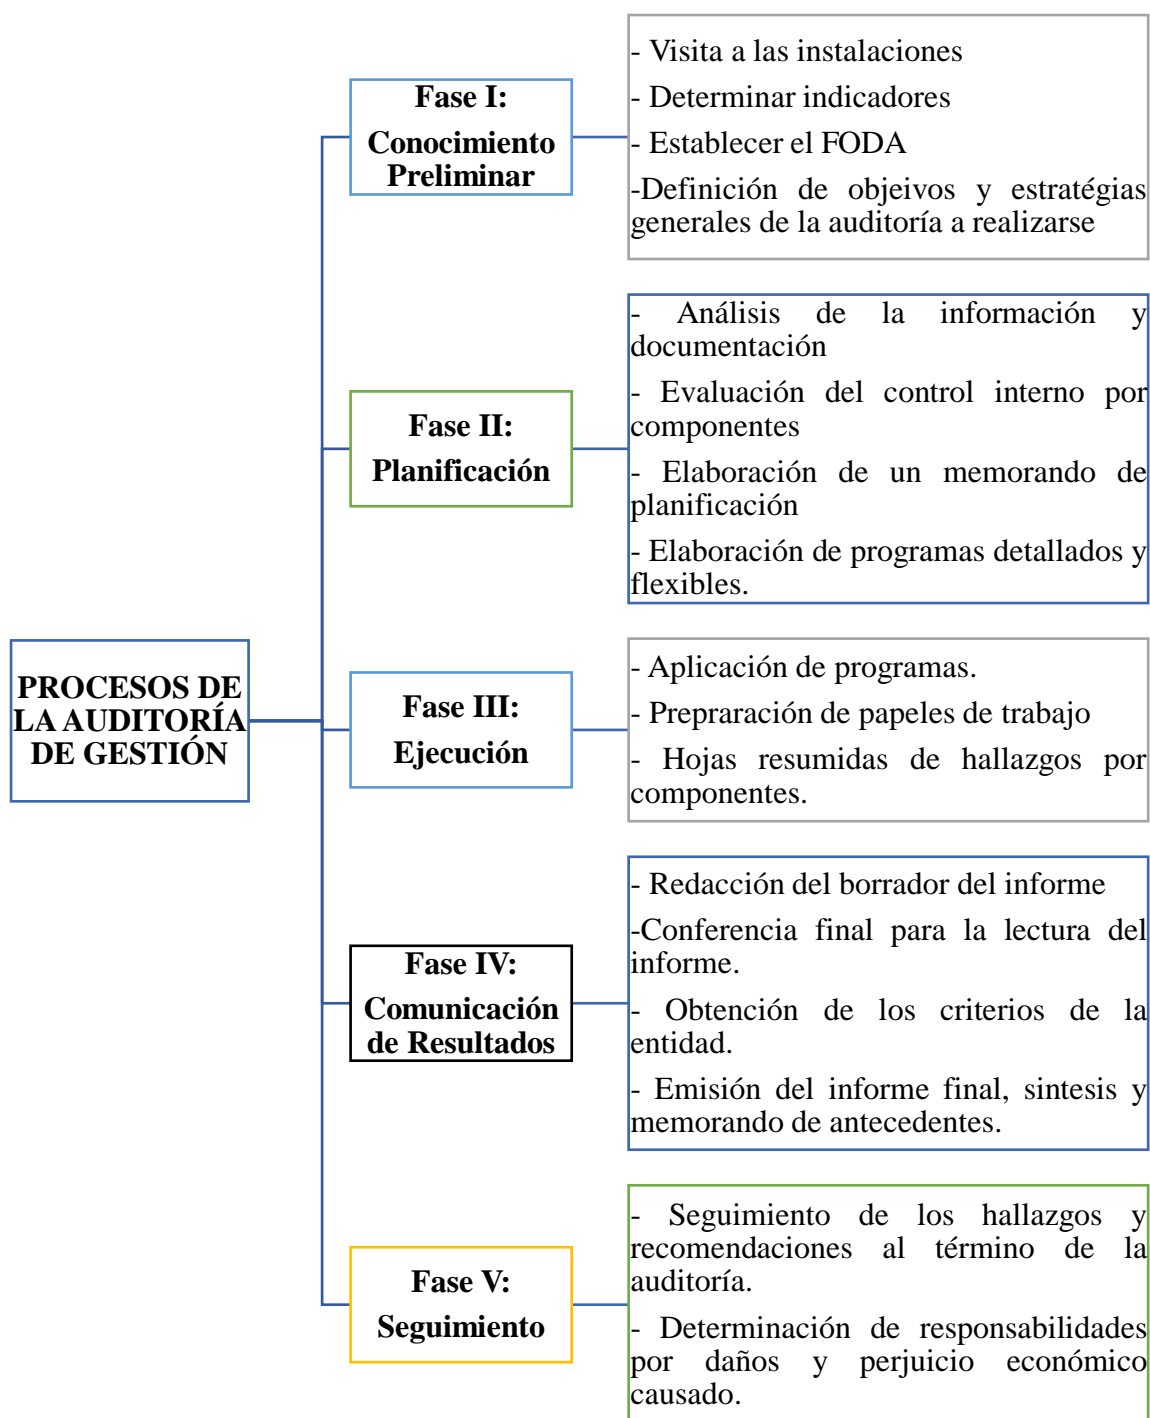 PROCESOS DE
LA AUDITORÍA
DE GESTIÓN
Fase I:
Conocimiento
Preliminar
- Visita a las instalaciones
- Determinar indicadores
- Establecer el FODA
-Definición de objeivos y estratégias
generales de la auditoría a realizarse
Fase II:
Planificación
- Análisis de la información y
documentación
- Evaluación del control interno por
componentes
- Elaboración de un memorando de
planificación
- Elaboración de programas detallados y
flexibles.
Fase III:
Ejecución
- Aplicación de programas.
- Prepraración de papeles de trabajo
- Hojas resumidas de hallazgos por
componentes.
Fase IV:
Comunicación
de Resultados
- Redacción del borrador del informe
-Conferencia final para la lectura del
informe.
- Obtención de los criterios de la
entidad.
- Emisión del informe final, sintesis y
memorando de antecedentes.
Fase V:
Seguimiento
- Seguimiento de los hallazgos y
recomendaciones al término de la
auditoría.
- Determinación de responsabilidades
por daños y perjuicio económico
causado.